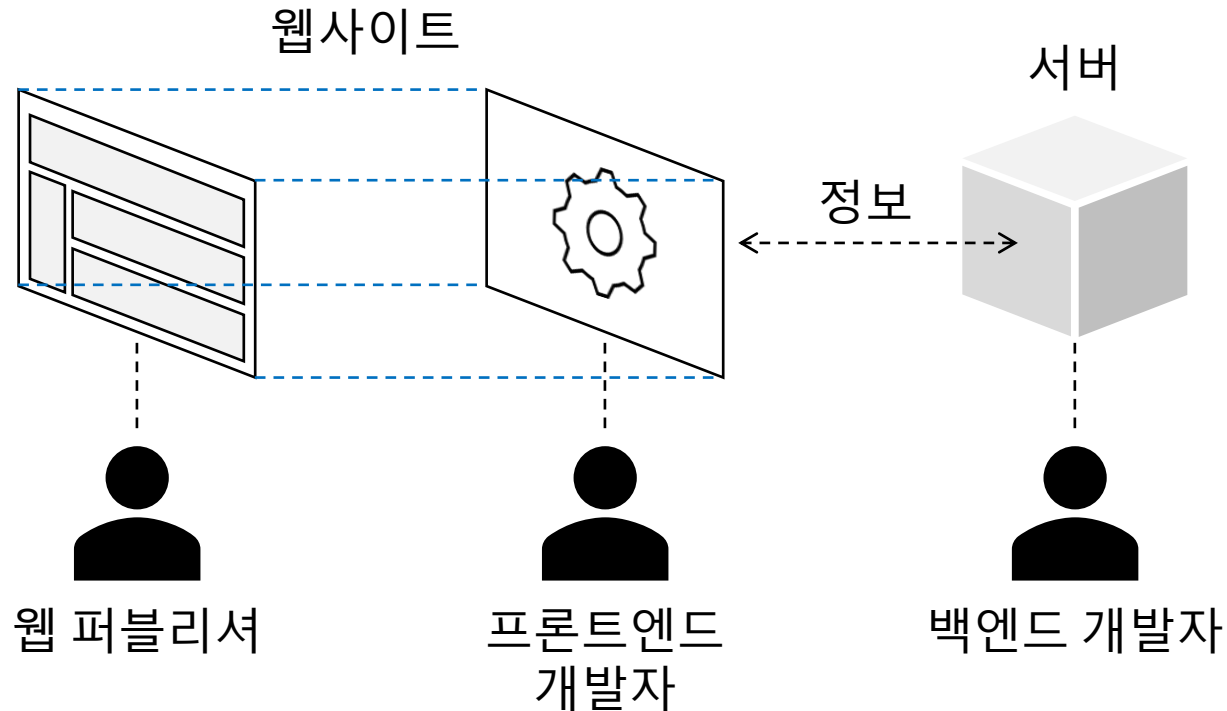 웹사이트
서버
정보
웹 퍼블리셔
프론트엔드
개발자
백엔드 개발자